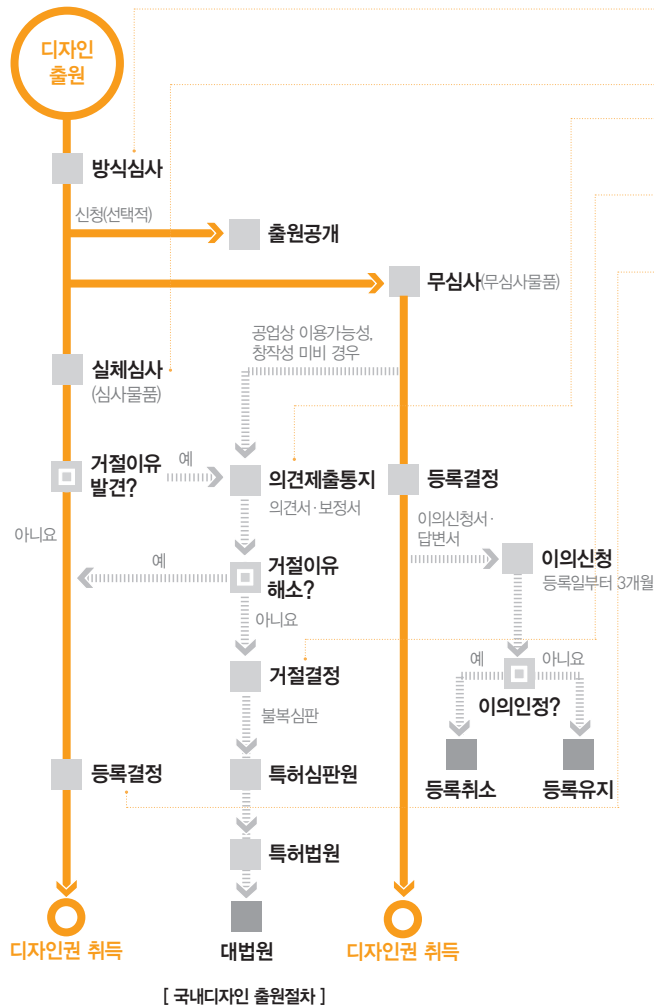 디자인
출원
방식심사
신청(선택적)
출원공개
무심사(무심사물품)
공업상 이용가능성,
창작성 미비 경우
실체심사
(심사물품)
거절이유
발견?
예
의견제출통지
의견서·보정서
등록결정
아니요
이의신청서·
답변서
이의신청
등록일부터 3개월
예
거절이유
해소?
아니요
거절결정
예
아니요
이의인정?
불복심판
등록결정
특허심판원
등록취소
등록유지
특허법원
디자인권 취득
대법원
디자인권 취득
[ 국내디자인 출원절차 ]